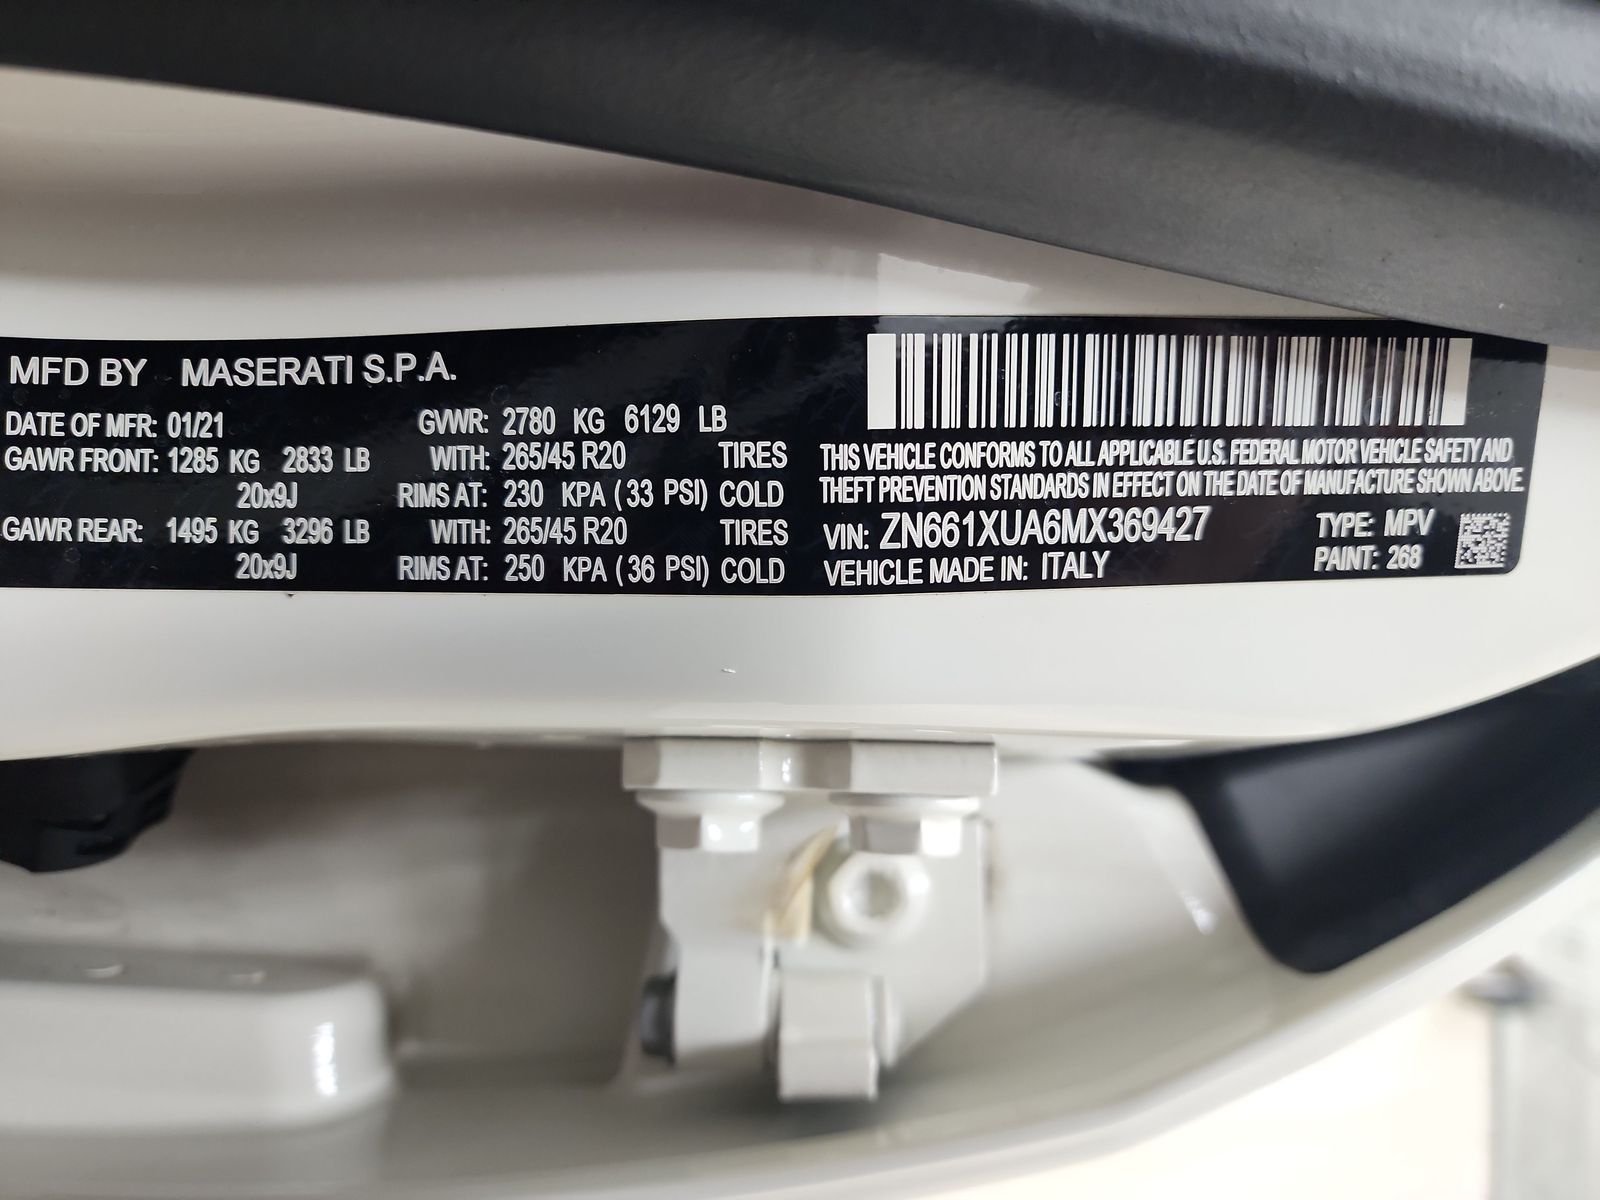 MFD BY MASERATI S.P.A.
DATE OF MFR: 01/21 GVWR: 2780 KG 6129 LB
GAWR FRONT: 1285 KG 2833 LB WITH: 265/45 R20 TIRES
20x9J RIMS AT: 230 KPA (33 PSI) COLD
GAWR REAR: 1495 KG 3296 LB WITH: 265/45 R20 TIRES
20x9J RIMS AT: 250 KPA (36 PSI) COLD
THIS VEHICLE CONFORMS TO ALL APPLICABLE U.S. FEDERAL MOTOR VEHICLE SAFETY AND
THEFT PREVENTION STANDARDS IN EFFECT ON THE DATE OF MANUFACTURE SHOWN ABOVE.
VIN: ZN661XUA6MX369427 TYPE: MPV
VEHICLE MADE IN: ITALY PAINT: 268